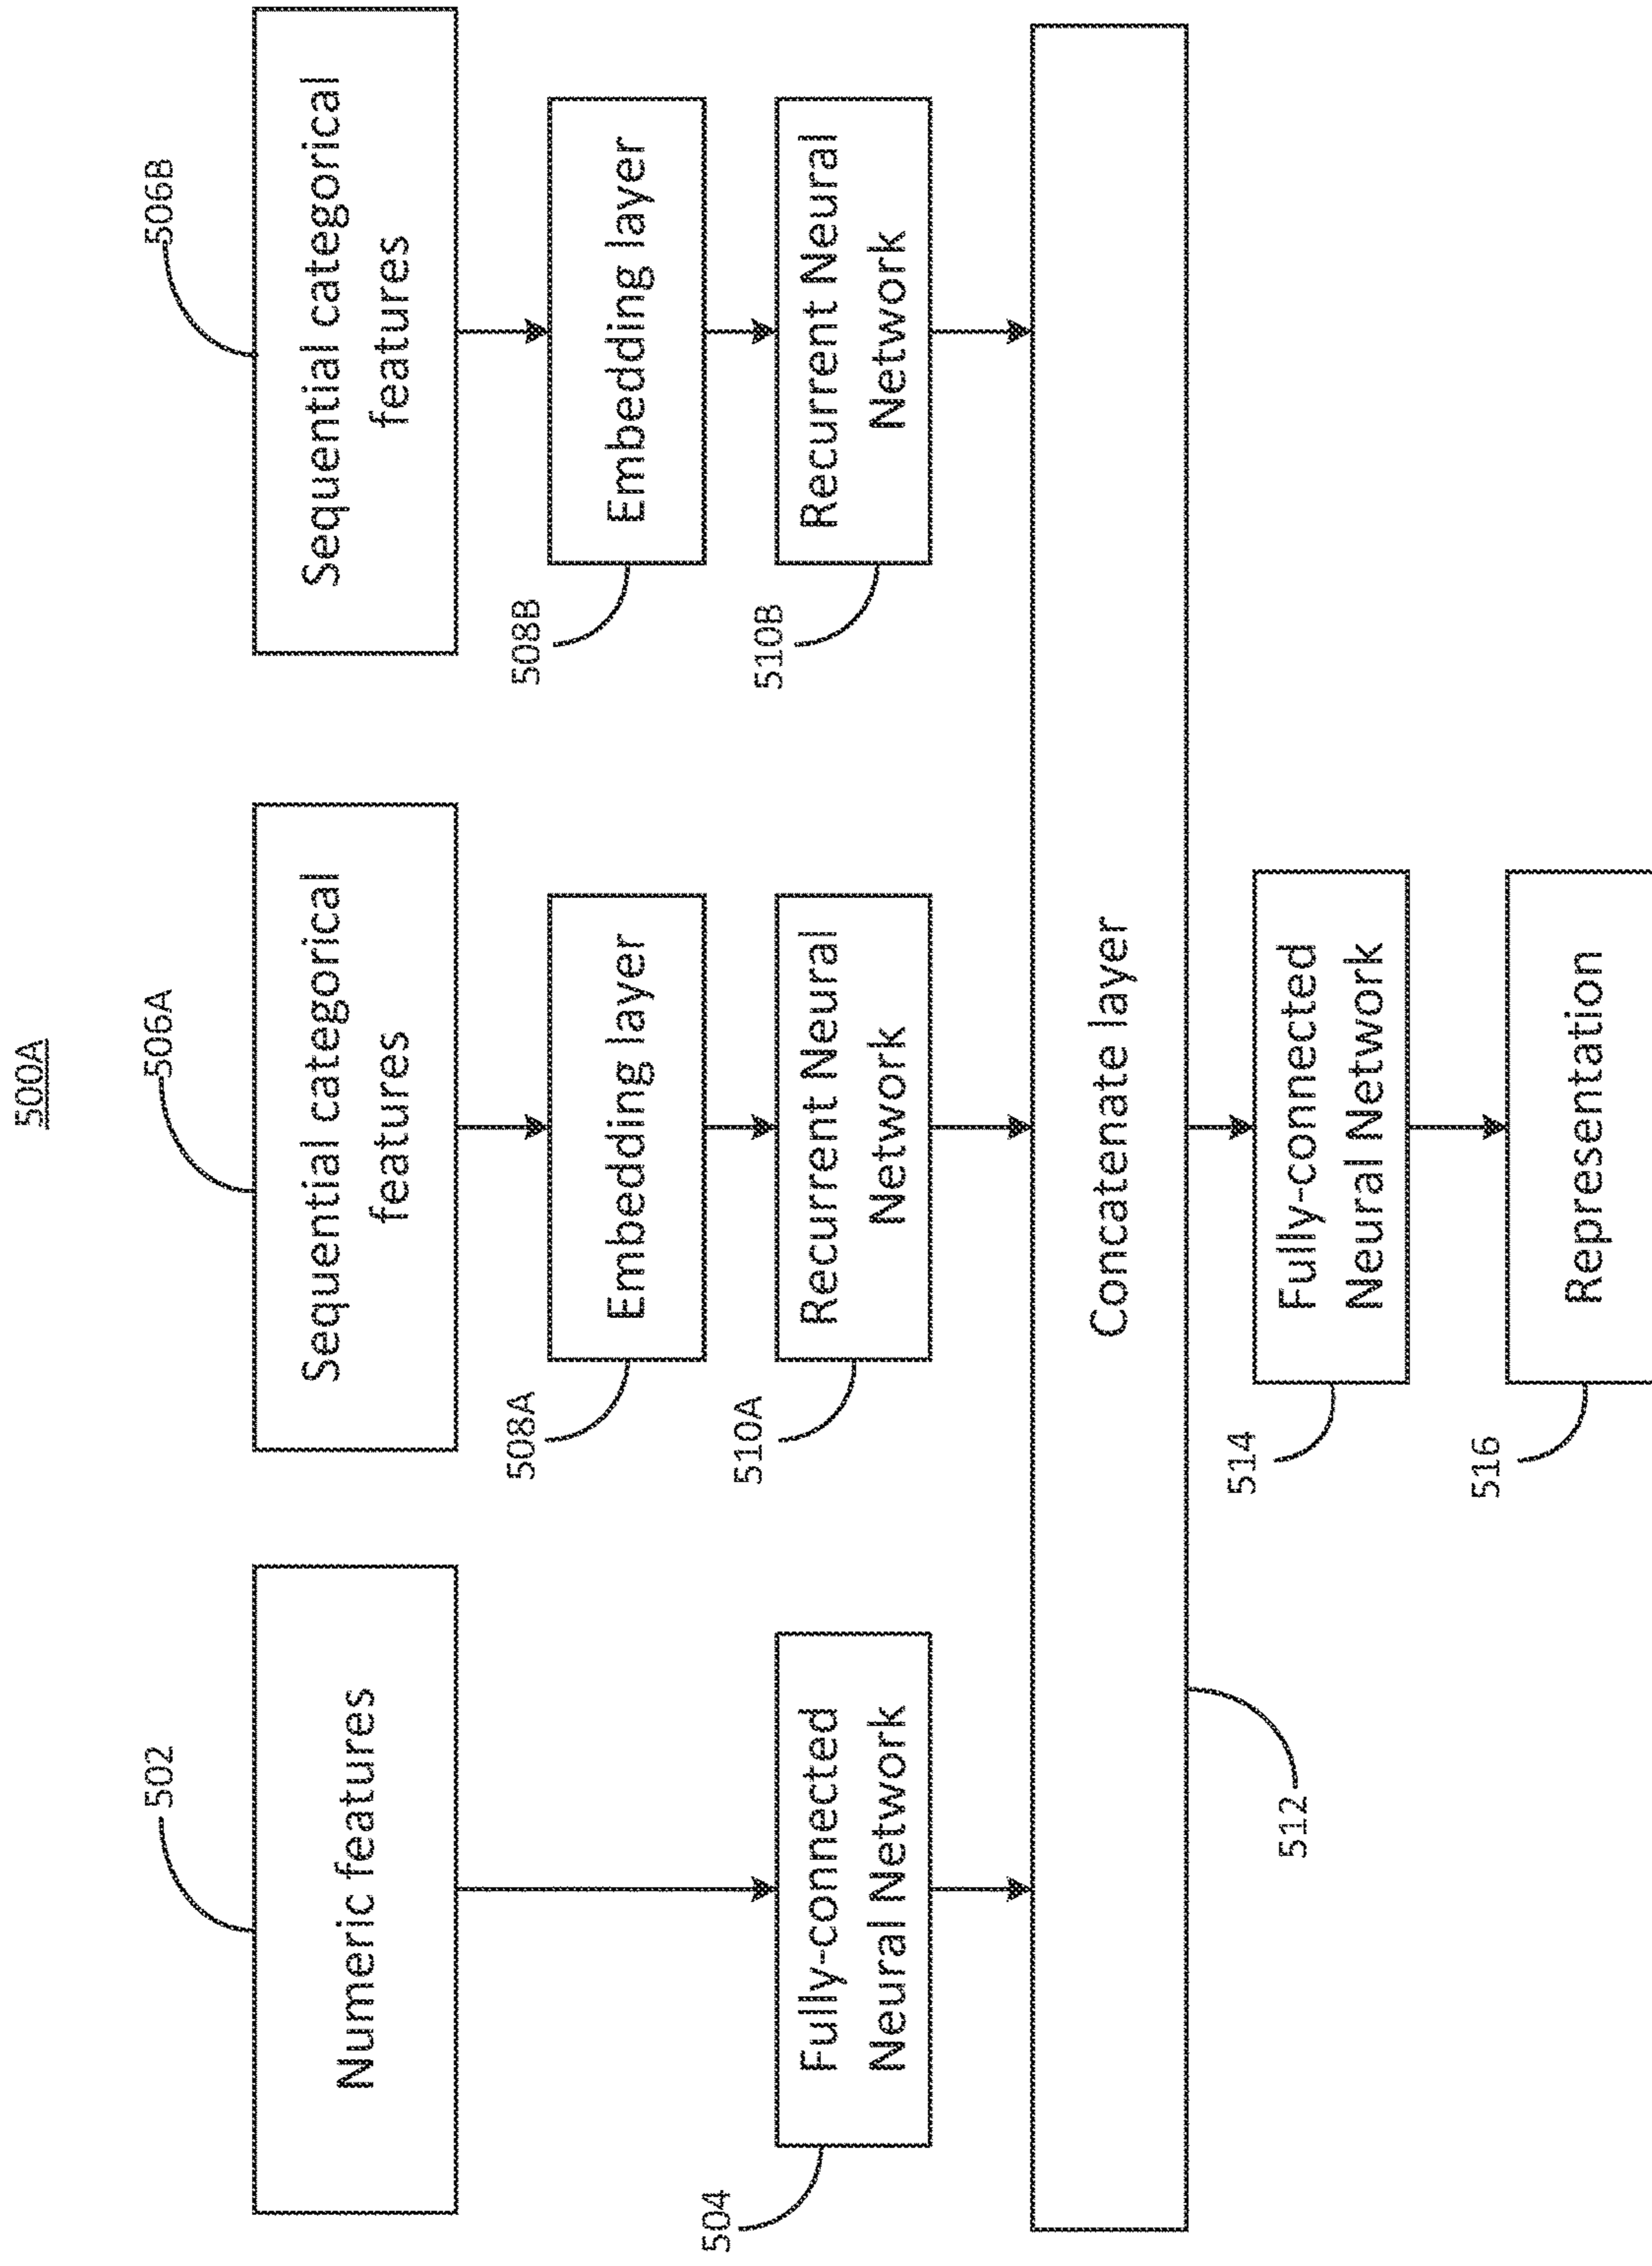 500A
502
506A
506B
Numeric features
Sequential categorical
features
Sequential categorical
features
508A
Embedding layer
508B
Embedding layer
504
Fully-connected
Neural Network
510A
Recurrent Neural
Network
510B
Recurrent Neural
Network
Concatenate layer
512
514
Fully-connected
Neural Network
516
Representation